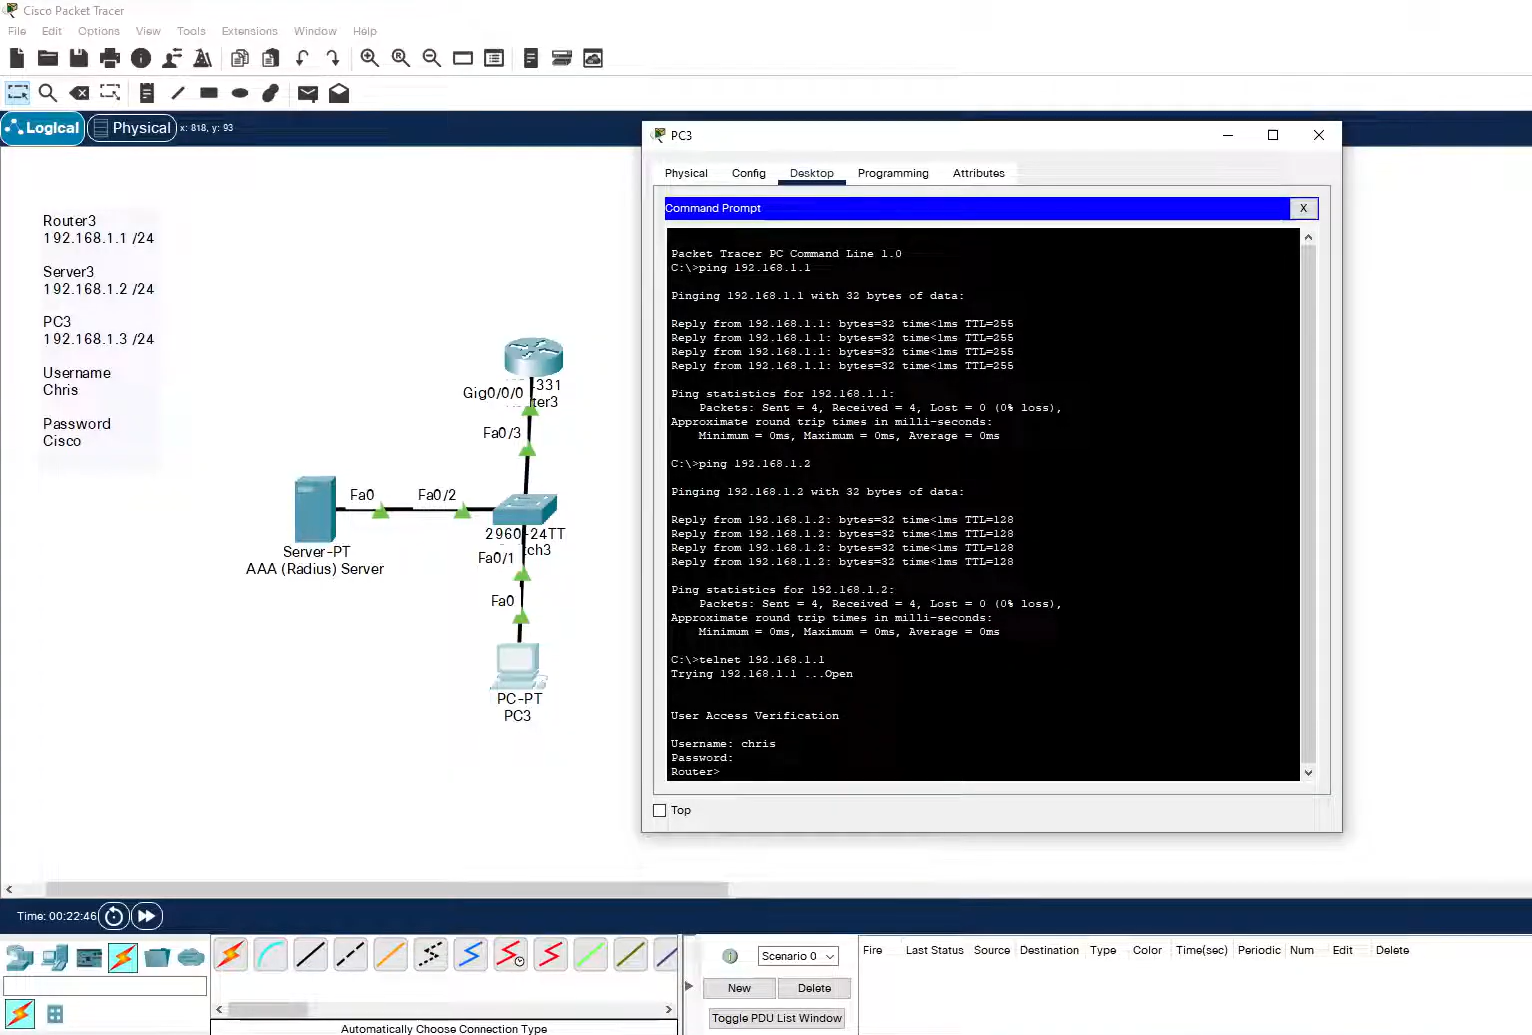 Cisco Packet Tracer
File Edit Options View Tools Extensions Window Help
Logical Physical x: 818, y: 93
Router3
192.168.1.1 /24
Server3
192.168.1.2 /24
PC3
192.168.1.3 /24
Username
Chris
Password
Cisco
331
Gig0/0/0
ter3
Fa0/3
Fa0
Fa0/2
2960 24TT
tch3
Server-PT
AAA (Radius) Server
Fa0/1
Fa0
PC-PT
PC3
PC3
Physical Config Desktop Programming Attributes
Command Prompt
X
Packet Tracer PC Command Line 1.0
C:\>ping 192.168.1.1
Pinging 192.168.1.1 with 32 bytes of data:
Reply from 192.168.1.1: bytes=32 time<1ms TTL=255
Reply from 192.168.1.1: bytes=32 time<1ms TTL=255
Reply from 192.168.1.1: bytes=32 time<1ms TTL=255
Reply from 192.168.1.1: bytes=32 time<1ms TTL=255
Ping statistics for 192.168.1.1:
Packets: Sent = 4, Received = 4, Lost = 0 (0% loss),
Approximate round trip times in milli-seconds:
Minimum = 0ms, Maximum = 0ms, Average = 0ms
C:\>ping 192.168.1.2
Pinging 192.168.1.2 with 32 bytes of data:
Reply from 192.168.1.2: bytes=32 time<1ms TTL=128
Reply from 192.168.1.2: bytes=32 time<1ms TTL=128
Reply from 192.168.1.2: bytes=32 time<1ms TTL=128
Reply from 192.168.1.2: bytes=32 time<1ms TTL=128
Ping statistics for 192.168.1.2:
Packets: Sent = 4, Received = 4, Lost = 0 (0% loss),
Approximate round trip times in milli-seconds:
Minimum = 0ms, Maximum = 0ms, Average = 0ms
C:\>telnet 192.168.1.1
Trying 192.168.1.1 ...Open
User Access Verification
Username: chris
Password:
Router>
Top
Time: 00:22:46
Scenario 0
New Delete
Toggle PDU List Window
Fire Last Status Source Destination Type Color Time(sec) Periodic Num Edit Delete
Automatically Choose Connection Type